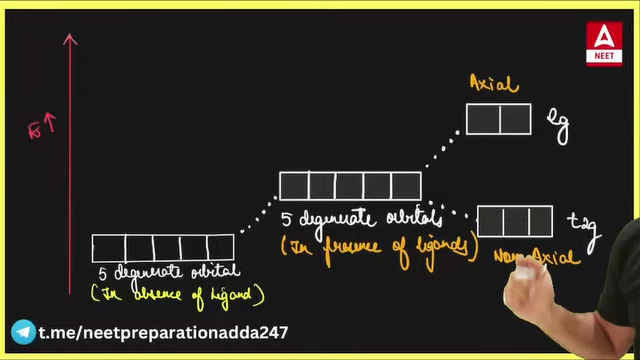 A
NEET
Axial
eg
E↑
5 degenerate orbitals
t2g
(In presence of ligands)
Non Axial
5 degenerate orbital
(In absence of Ligand)
t.me/neetpreparationadda247